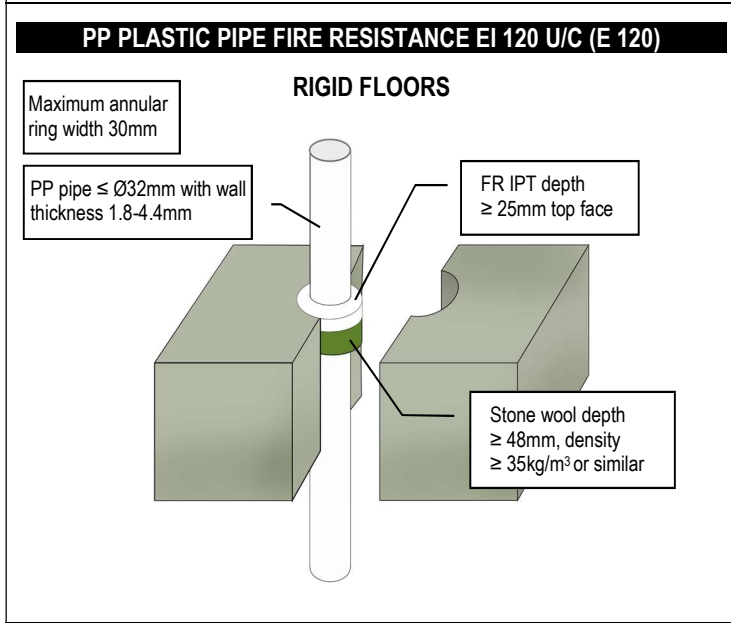 PP PLASTIC PIPE FIRE RESISTANCE EI 120 U/C (E 120)
RIGID FLOORS
Maximum annular
ring width 30mm
PP pipe ≤ Ø32mm with wall
thickness 1.8-4.4mm
FR IPT depth
≥ 25mm top face
Stone wool depth
≥ 48mm, density
≥ 35kg/m³ or similar